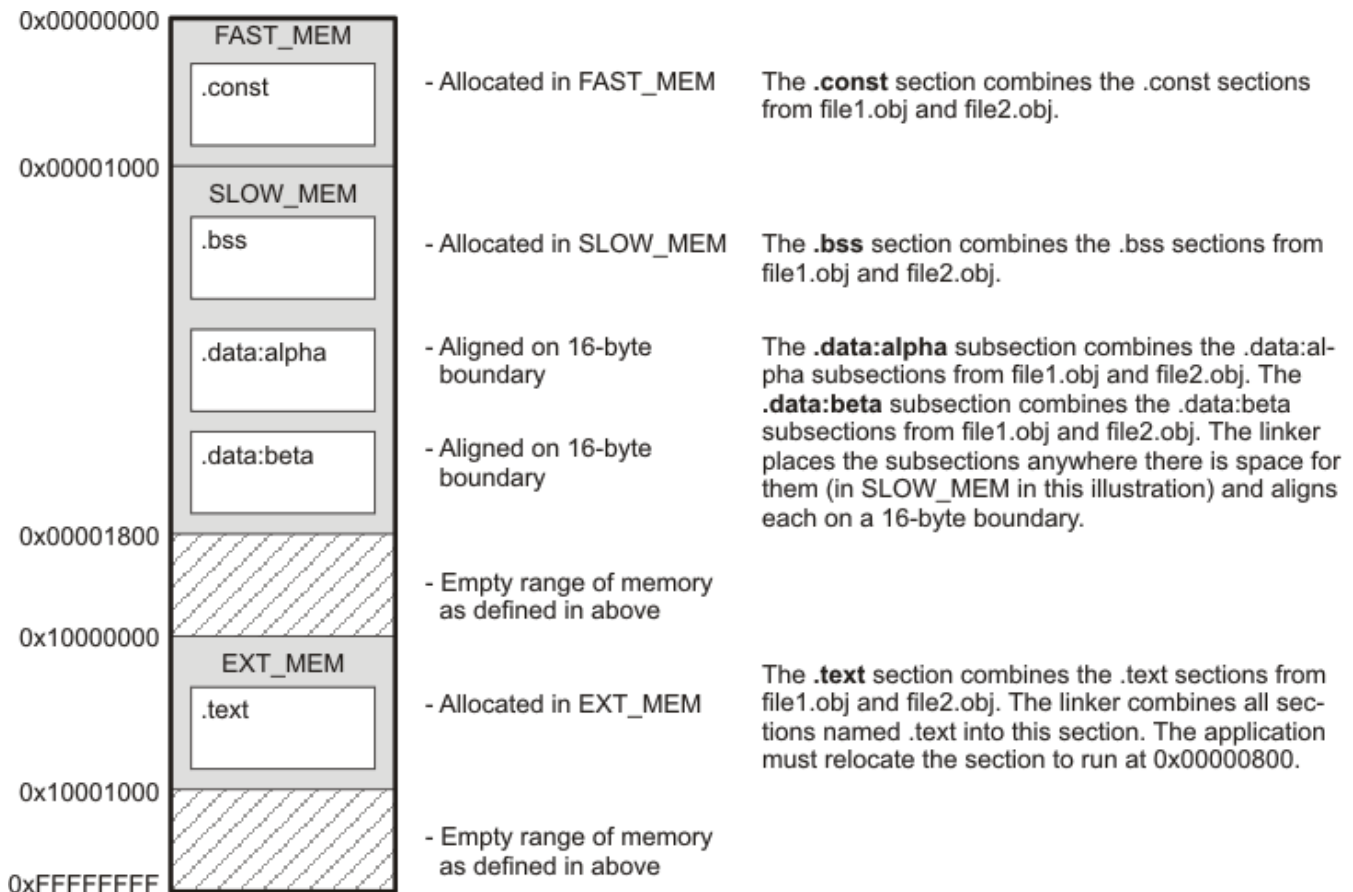 0x00000000
FAST_MEM
.const
- Allocated in FAST_MEM
The .const section combines the .const sections
from file1.obj and file2.obj.
0x00001000
SLOW_MEM
.bss
- Allocated in SLOW_MEM
The .bss section combines the .bss sections from
file1.obj and file2.obj.
.data:alpha
- Aligned on 16-byte
boundary
The .data:alpha subsection combines the .data:al-
pha subsections from file1.obj and file2.obj. The
.data:beta subsection combines the .data:beta
subsections from file1.obj and file2.obj. The linker
places the subsections anywhere there is space for
them (in SLOW_MEM in this illustration) and aligns
each on a 16-byte boundary.
.data:beta
- Aligned on 16-byte
boundary
0x00001800
- Empty range of memory
as defined in above
0x10000000
EXT_MEM
.text
- Allocated in EXT_MEM
The .text section combines the .text sections from
file1.obj and file2.obj. The linker combines all sec-
tions named .text into this section. The application
must relocate the section to run at 0x00000800.
0x10001000
- Empty range of memory
as defined in above
0xFFFFFFFF